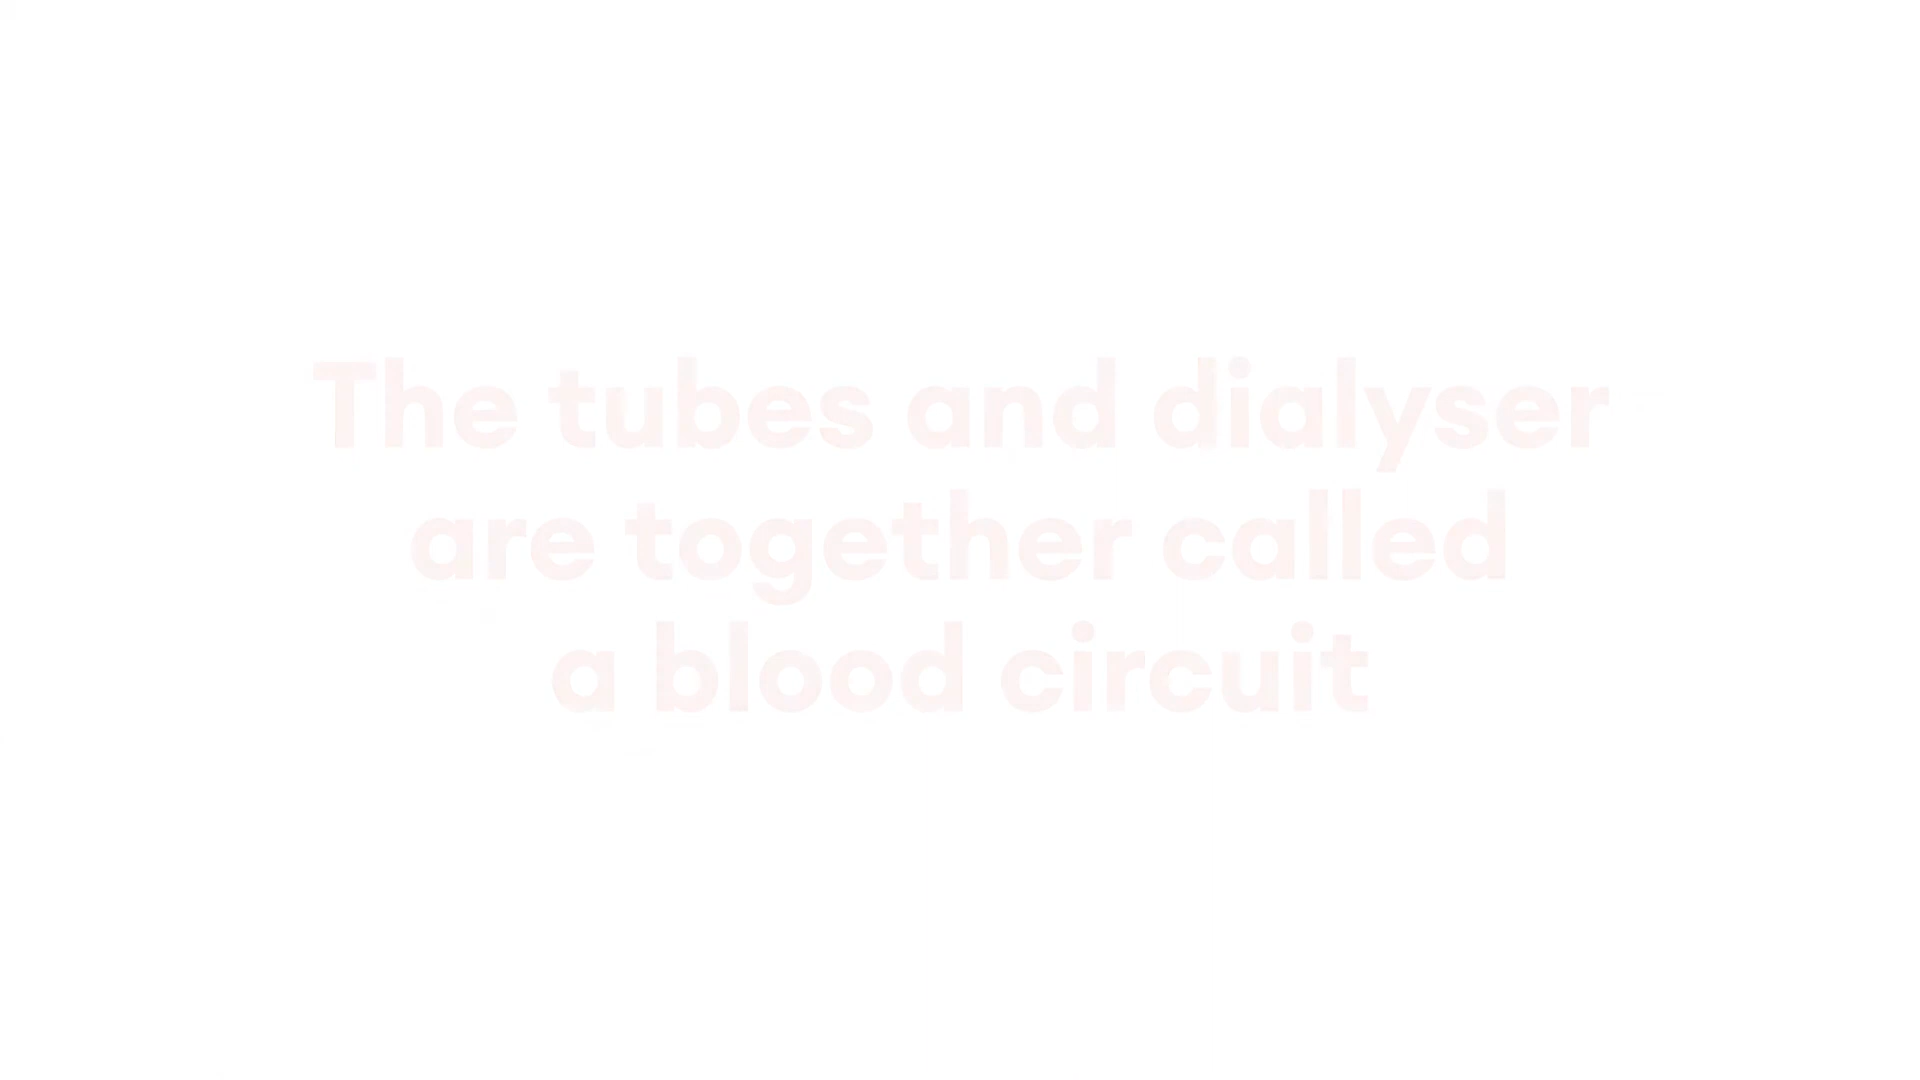 The tubes and dialyser
are together called
a blood circuit